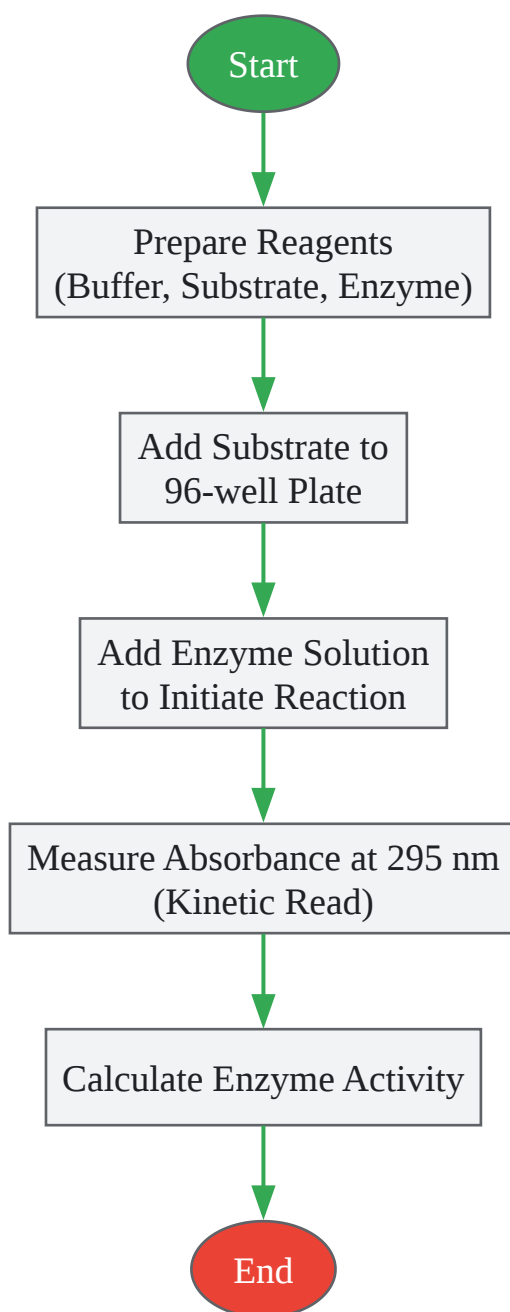 Start
Prepare Reagents
(Buffer, Substrate, Enzyme)
Add Substrate to
96-well Plate
Add Enzyme Solution
to Initiate Reaction
Measure Absorbance at 295 nm
(Kinetic Read)
Calculate Enzyme Activity
End